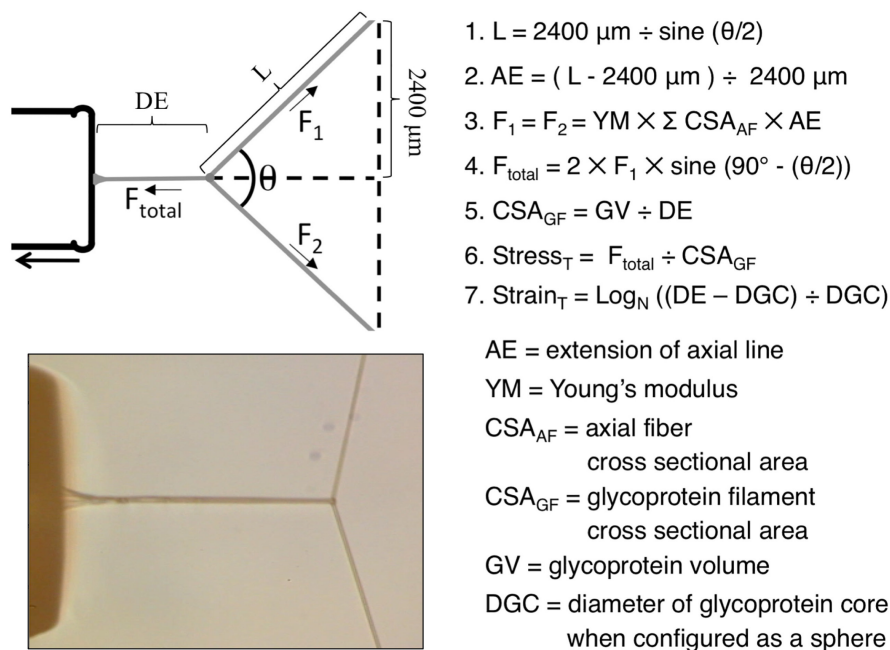 DE
L
F1
2400 μm
θ
Ftotal
F2
1. L = 2400 μm ÷ sine (θ/2)
2. AE = ( L - 2400 μm ) ÷ 2400 μm
3. F1 = F2 = YM × Σ CSAAF × AE
4. Ftotal = 2 × F1 × sine (90° - (θ/2))
5. CSAGF = GV ÷ DE
6. StressT = Ftotal ÷ CSAGF
7. StrainT = LogN ((DE – DGC) ÷ DGC)
AE = extension of axial line
YM = Young's modulus
CSAAF = axial fiber
cross sectional area
CSAGF = glycoprotein filament
cross sectional area
GV = glycoprotein volume
DGC = diameter of glycoprotein core
when configured as a sphere